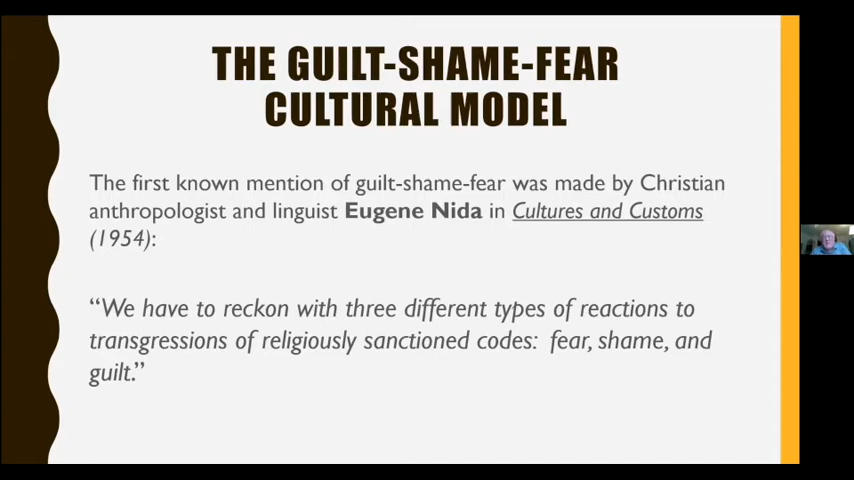 THE GUILT-SHAME-FEAR
CULTURAL MODEL
The first known mention of guilt-shame-fear was made by Christian
anthropologist and linguist Eugene Nida in Cultures and Customs
(1954):
“We have to reckon with three different types of reactions to
transgressions of religiously sanctioned codes:  fear, shame, and
guilt.”